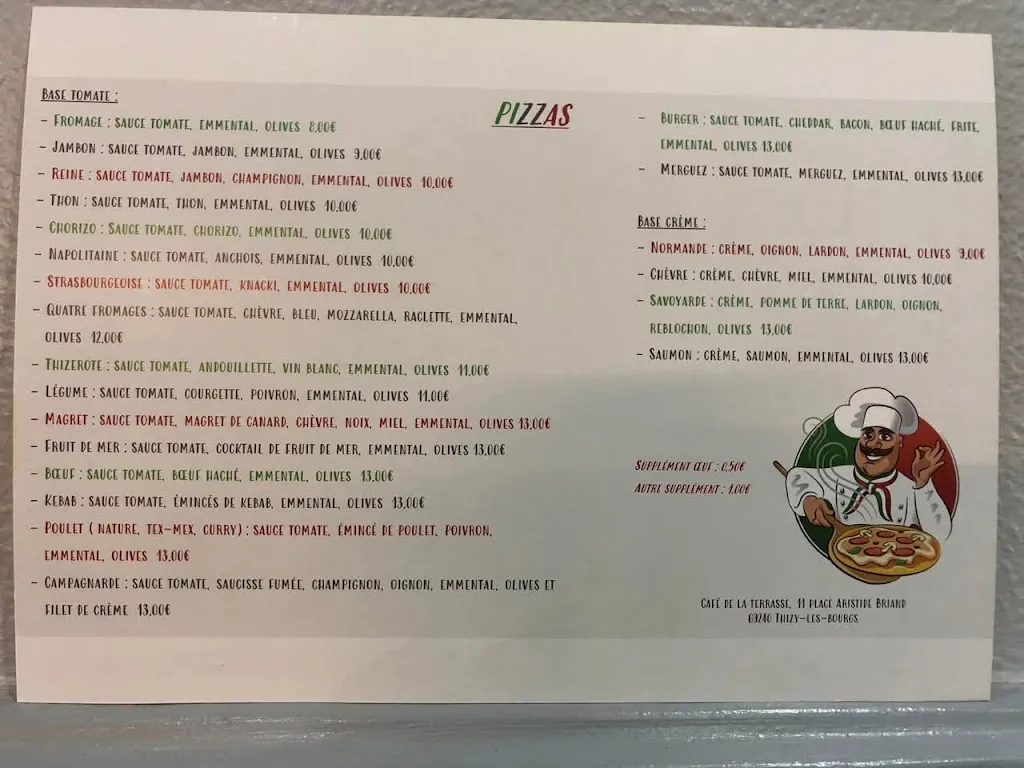 PIZZAS
BASE TOMATE :
- FROMAGE : SAUCE TOMATE, EMMENTAL, OLIVES 8,00€
- JAMBON : SAUCE TOMATE, JAMBON, EMMENTAL, OLIVES 9,00€
- REINE : SAUCE TOMATE, JAMBON, CHAMPIGNON, EMMENTAL, OLIVES 10,00€
- THON : SAUCE TOMATE, THON, EMMENTAL, OLIVES 10,00€
- CHORIZO : SAUCE TOMATE, CHORIZO, EMMENTAL, OLIVES 10,00€
- NAPOLITAINE : SAUCE TOMATE, ANCHOIS, EMMENTAL, OLIVES 10,00€
- STRASBOURGEOISE : SAUCE TOMATE, KNACKI, EMMENTAL, OLIVES 10,00€
- QUATRE FROMAGES : SAUCE TOMATE, CHÈVRE, BLEU, MOZZARELLA, RACLETTE, EMMENTAL,
OLIVES 12,00€
- THIZEROTE : SAUCE TOMATE, ANDOUILLETTE, VIN BLANC, EMMENTAL, OLIVES 11,00€
- LÉGUME : SAUCE TOMATE, COURGETTE, POIVRON, EMMENTAL, OLIVES 11,00€
- MAGRET : SAUCE TOMATE, MAGRET DE CANARD, CHÈVRE, NOIX, MIEL, EMMENTAL, OLIVES 13,00€
- FRUIT DE MER : SAUCE TOMATE, COCKTAIL DE FRUIT DE MER, EMMENTAL, OLIVES 13,00€
- BŒUF : SAUCE TOMATE, BŒUF HACHÉ, EMMENTAL, OLIVES 13,00€
- KEBAB : SAUCE TOMATE, ÉMINCÉS DE KEBAB, EMMENTAL, OLIVES 13,00€
- POULET ( NATURE, TEX-MEX, CURRY) : SAUCE TOMATE, ÉMINCÉ DE POULET, POIVRON,
EMMENTAL, OLIVES 13,00€
- CAMPAGNARDE : SAUCE TOMATE, SAUCISSE FUMÉE, CHAMPIGNON, OIGNON, EMMENTAL, OLIVES ET
FILET DE CRÈME 13,00€
- BURGER : SAUCE TOMATE, CHEDDAR, BACON, BŒUF HACHÉ, FRITE,
EMMENTAL, OLIVES 13,00€
- MERGUEZ : SAUCE TOMATE, MERGUEZ, EMMENTAL, OLIVES 13,00€
BASE CRÈME :
- NORMANDE : CRÈME, OIGNON, LARDON, EMMENTAL, OLIVES 9,00€
- CHÈVRE : CRÈME, CHÈVRE, MIEL, EMMENTAL, OLIVES 10,00€
- SAVOYARDE : CRÈME, POMME DE TERRE, LARDON, OIGNON,
REBLOCHON, OLIVES 13,00€
- SAUMON : CRÈME, SAUMON, EMMENTAL, OLIVES 13,00€
SUPPLÉMENT ŒUF : 0,50€
AUTRE SUPPLÉMENT : 1,00€
CAFÉ DE LA TERRASSE, 11 PLACE ARISTIDE BRIAND
69240 THIZY-LES-BOURGS